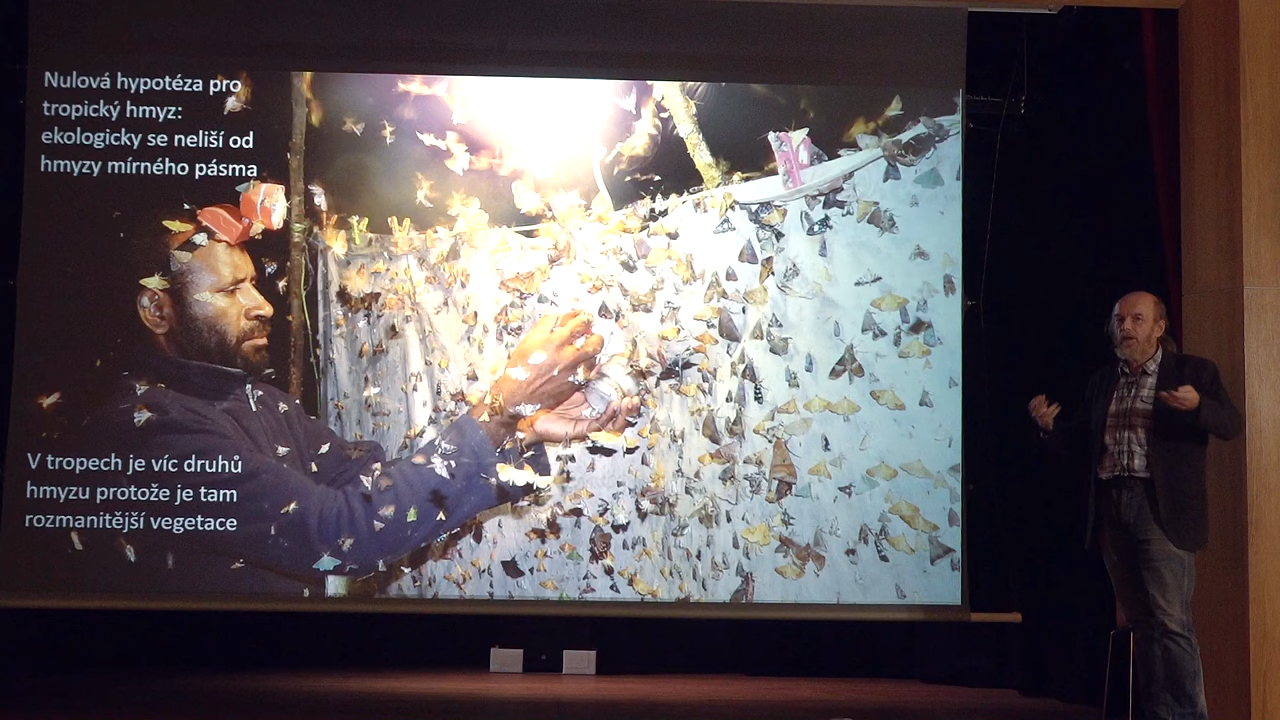 Nulová hypotéza pro
tropický hmyz:
ekologicky se neliší od
hmyzy mírného pásma
V tropech je víc druhů
hmyzu protože je tam
rozmanitější vegetace